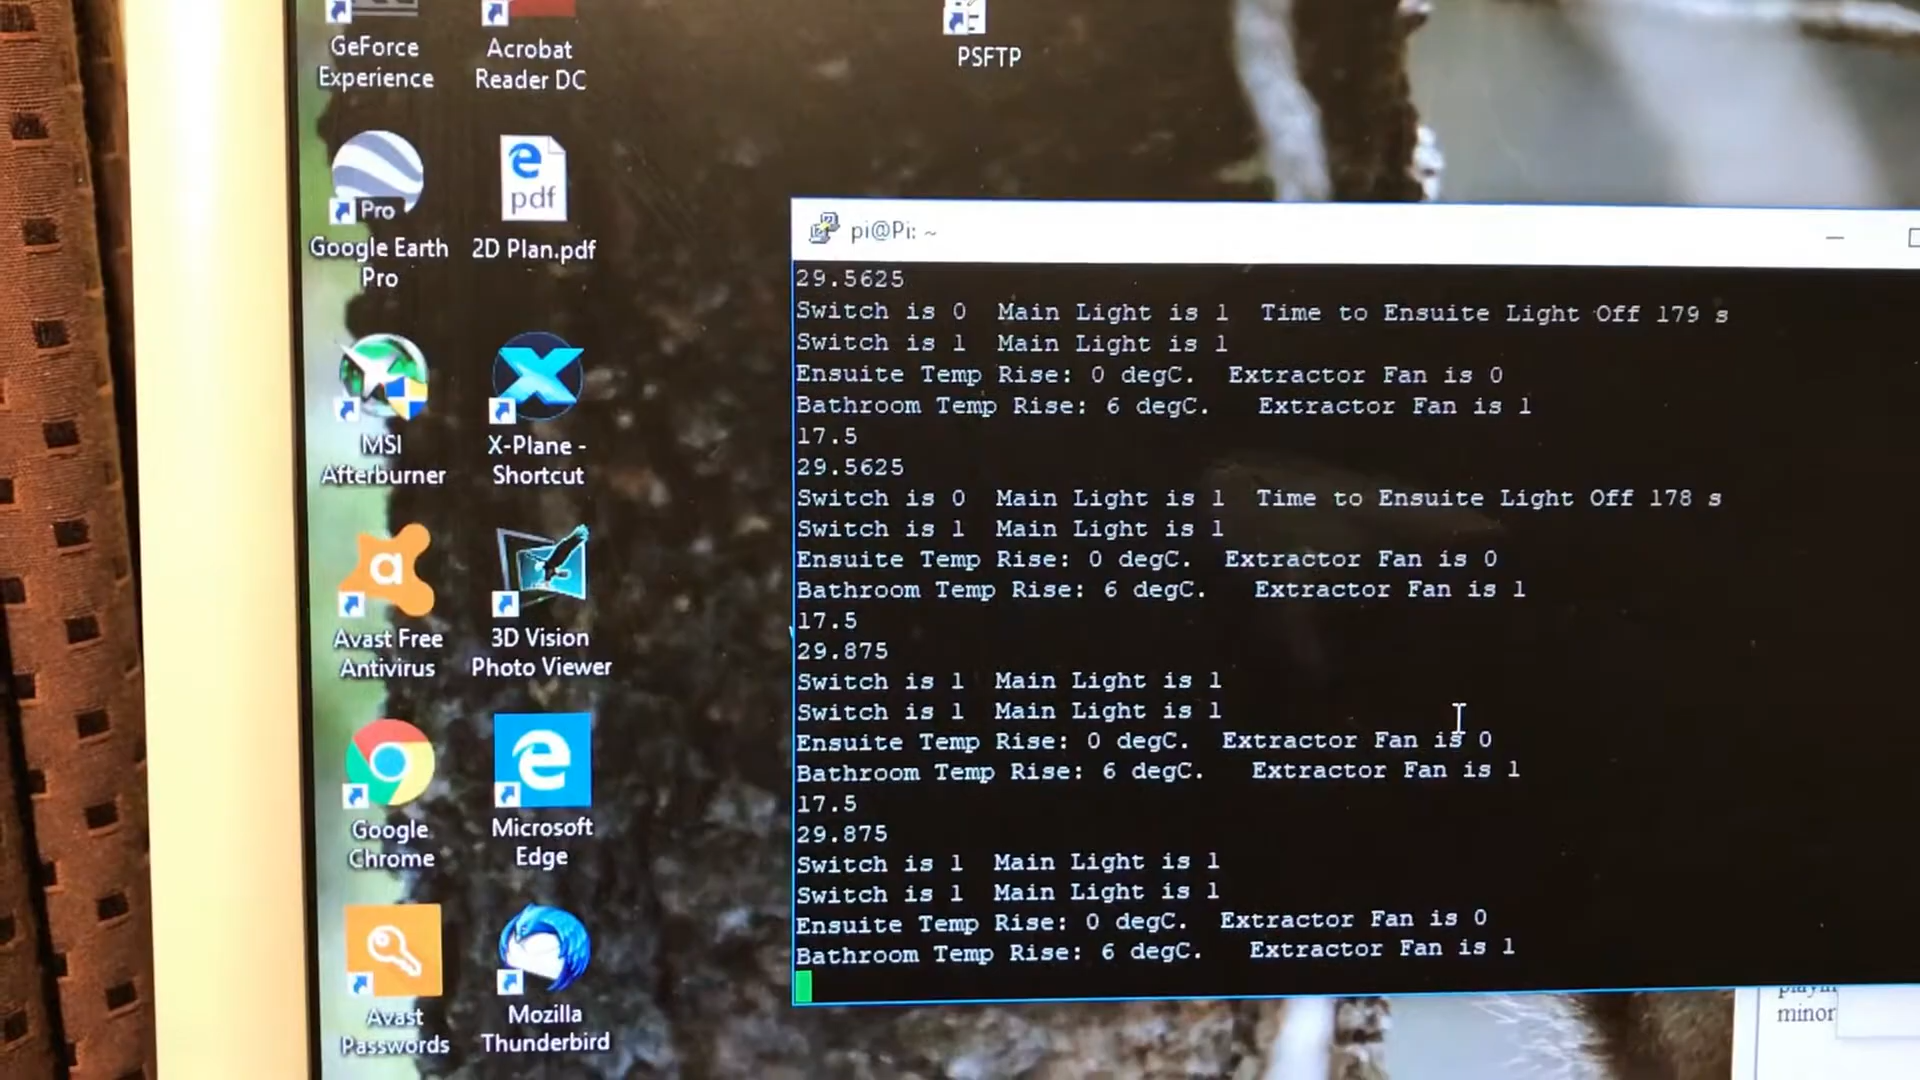 GeForce
Experience
Acrobat
Reader DC
PSFTP
Pro
Google Earth
Pro
pdf
2D Plan.pdf
MSI
Afterburner
X-Plane -
Shortcut
Avast Free
Antivirus
3D Vision
Photo Viewer
Google
Chrome
Microsoft
Edge
Avast
Passwords
Mozilla
Thunderbird
pi@Pi: ~
29.5625
Switch is 0 Main Light is 1 Time to Ensuite Light Off 179 s
Switch is 1 Main Light is 1
Ensuite Temp Rise: 0 degC. Extractor Fan is 0
Bathroom Temp Rise: 6 degC. Extractor Fan is 1
17.5
29.5625
Switch is 0 Main Light is 1 Time to Ensuite Light Off 178 s
Switch is 1 Main Light is 1
Ensuite Temp Rise: 0 degC. Extractor Fan is 0
Bathroom Temp Rise: 6 degC. Extractor Fan is 1
17.5
29.875
Switch is 1 Main Light is 1
Switch is 1 Main Light is 1
Ensuite Temp Rise: 0 degC. Extractor Fan is 0
Bathroom Temp Rise: 6 degC. Extractor Fan is 1
17.5
29.875
Switch is 1 Main Light is 1
Switch is 1 Main Light is 1
Ensuite Temp Rise: 0 degC. Extractor Fan is 0
Bathroom Temp Rise: 6 degC. Extractor Fan is 1
minor